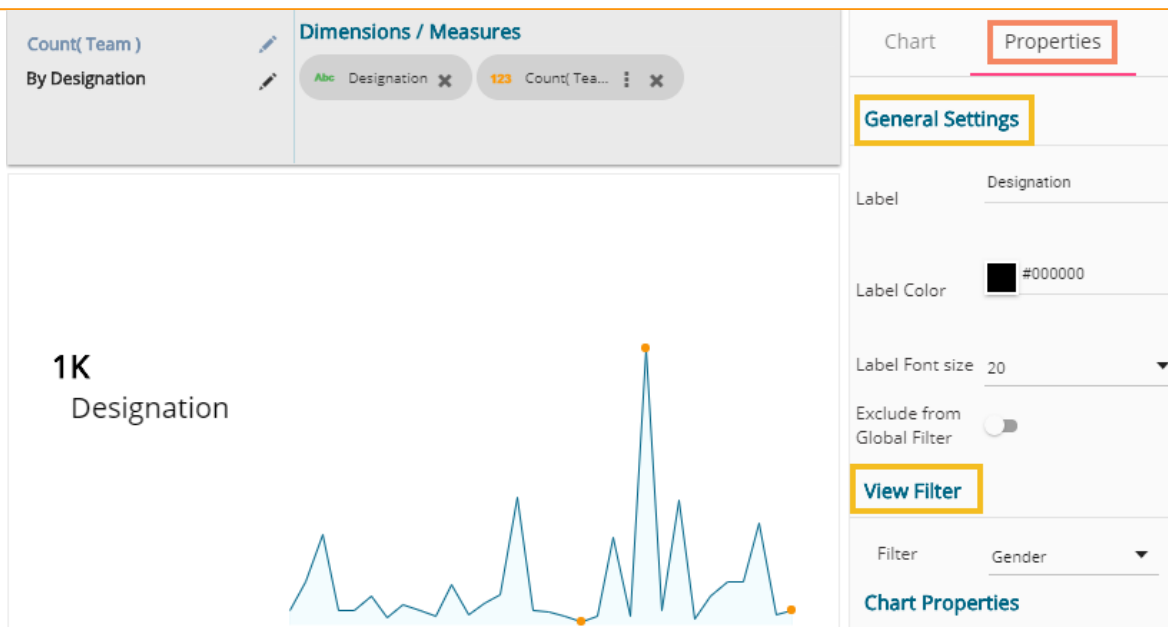 Count( Team )
By Designation
Dimensions / Measures
Abc Designation
123 Count( Tea...
Chart
Properties
General Settings
Label
Designation
Label Color
#000000
Label Font size
20
Exclude from
Global Filter
View Filter
Filter
Gender
Chart Properties
1K
Designation